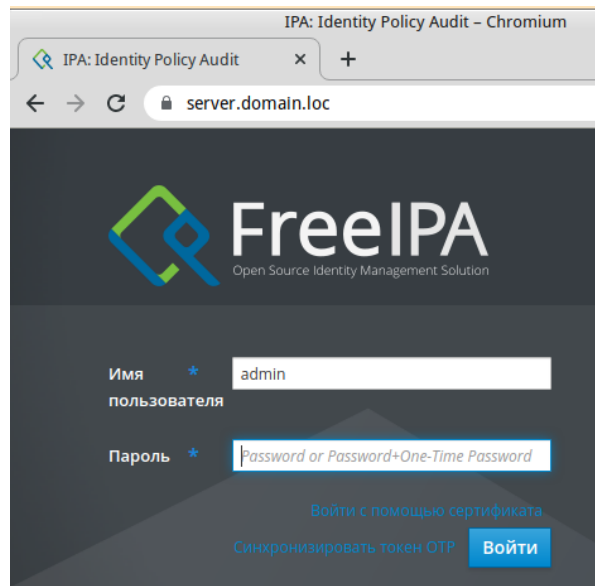 IPA: Identity Policy Audit – Chromium
IPA: Identity Policy Audit
server.domain.loc
FreeIPA
Open Source Identity Management Solution
Имя * admin
пользователя
Пароль * Password or Password+One-Time Password
Войти с помощью сертификата
Синхронизировать токен OTP Войти